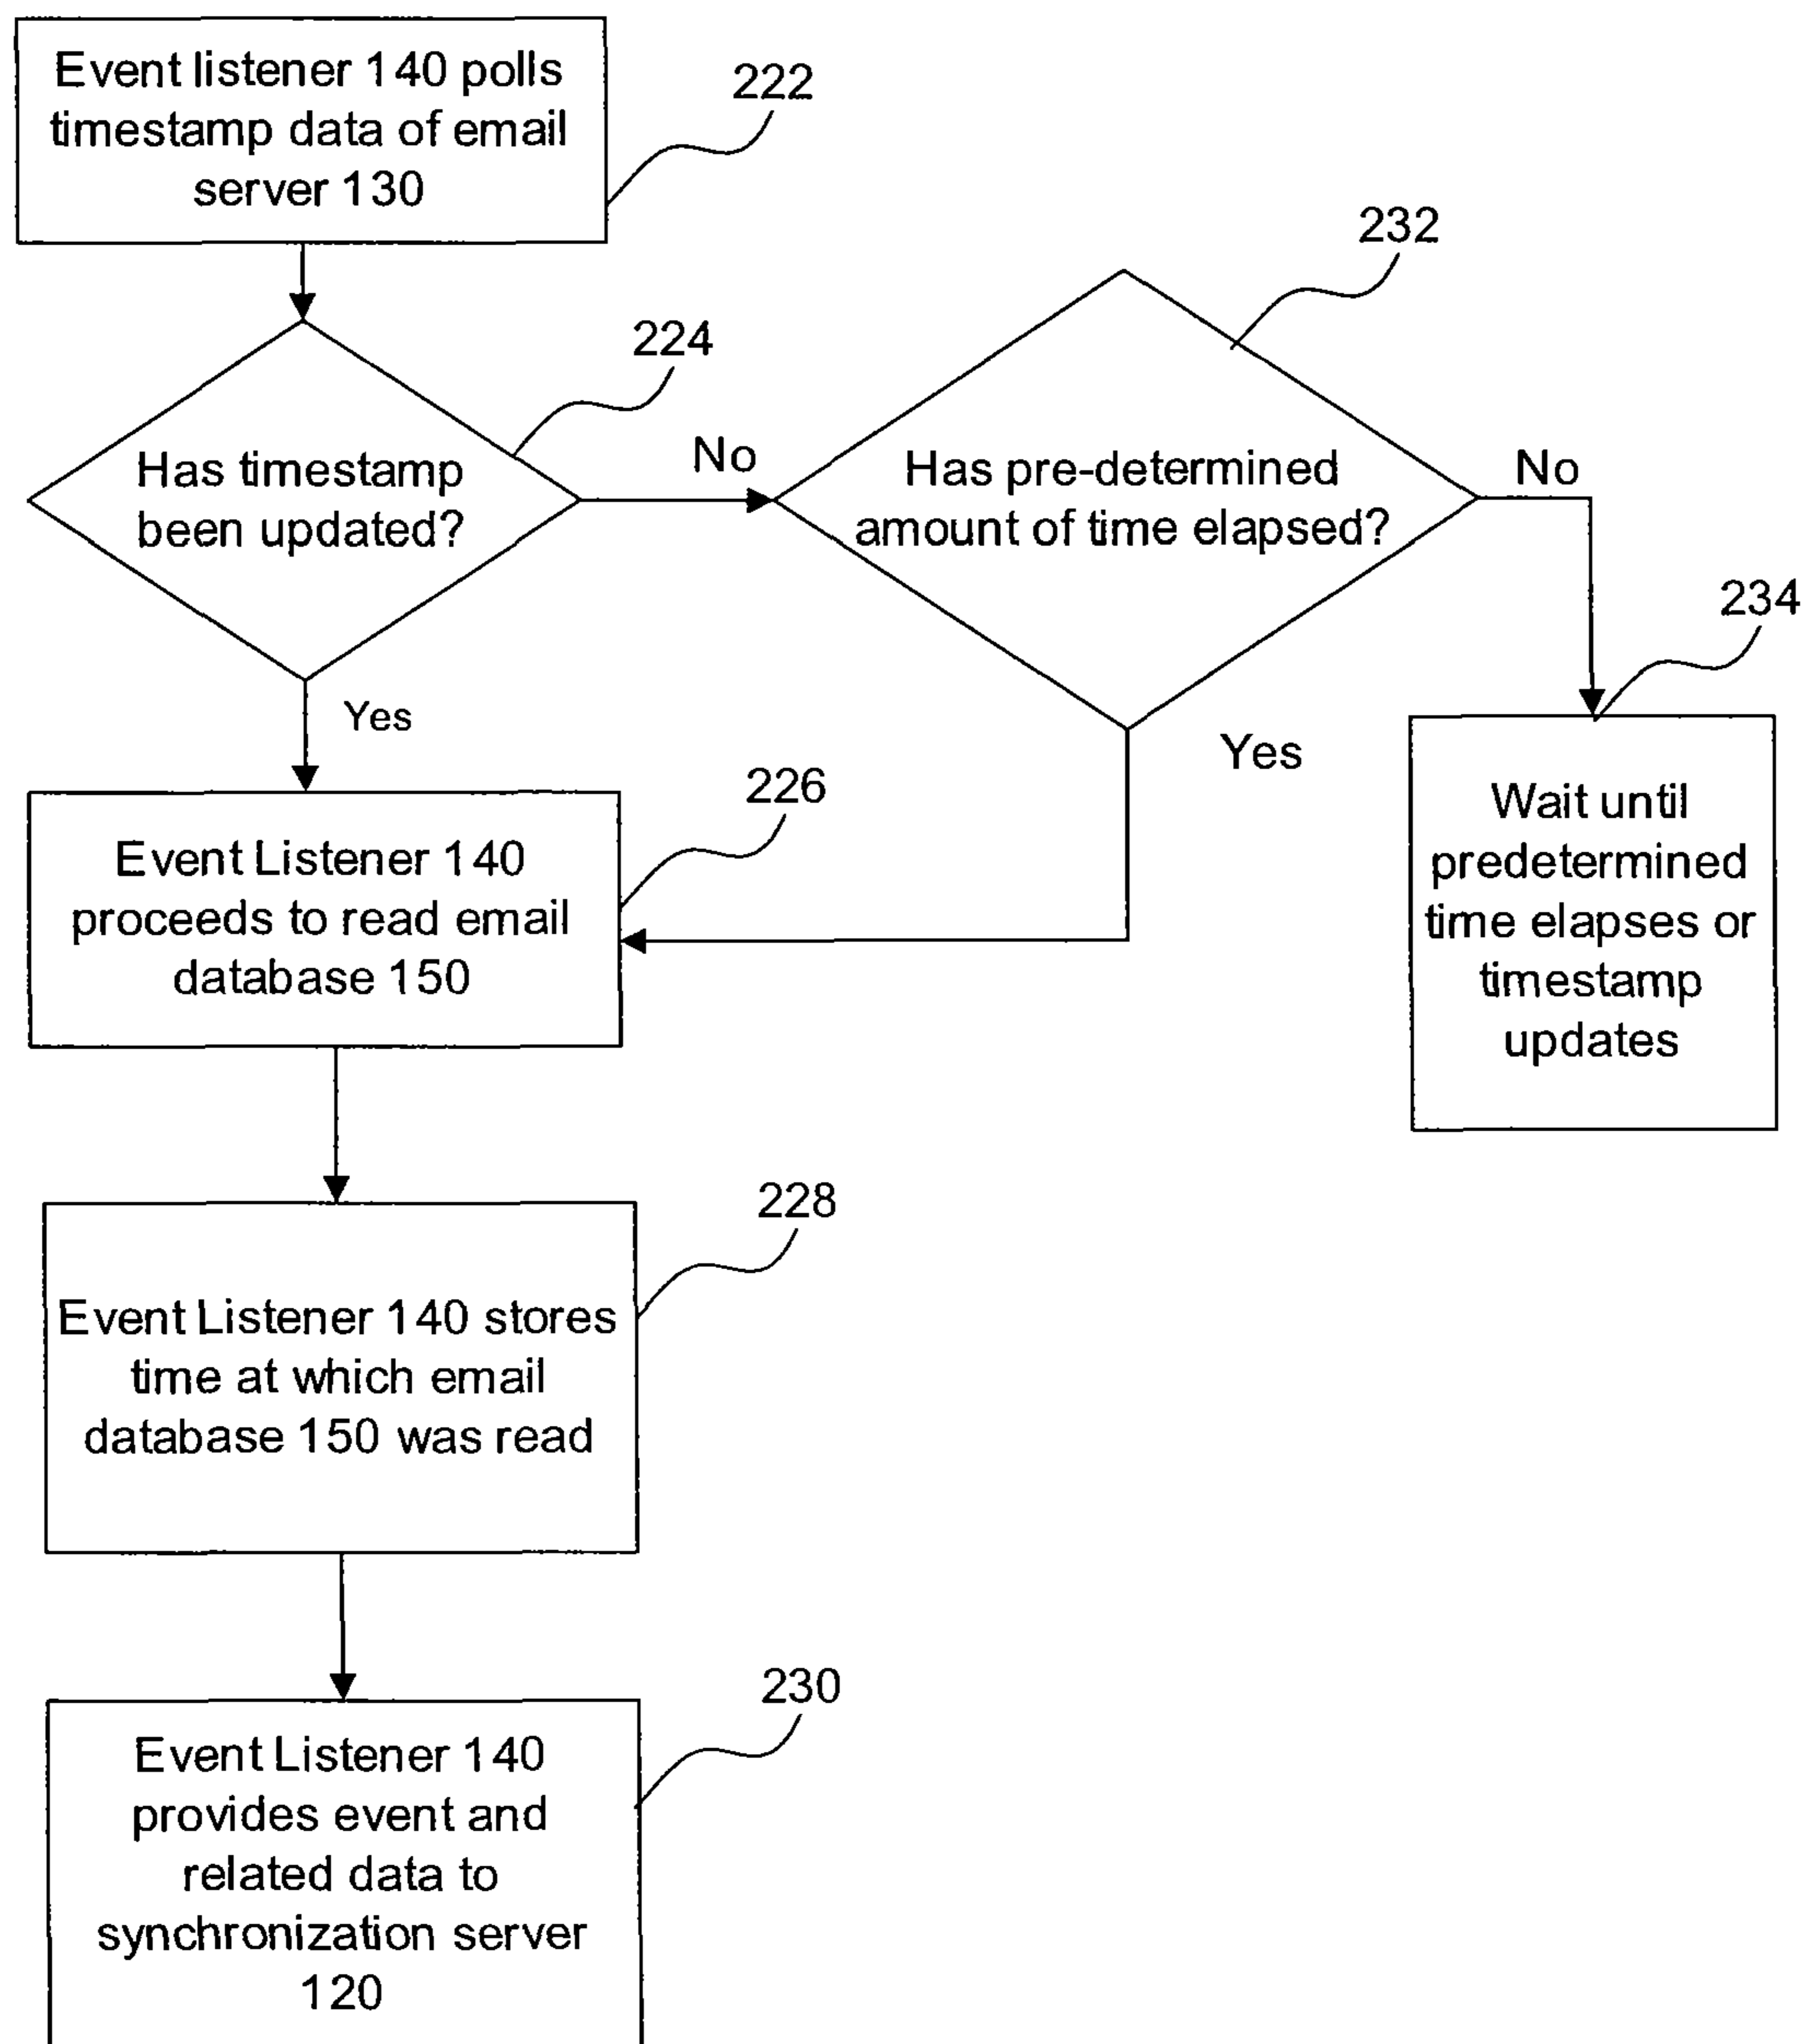 Event listener 140 polls
timestamp data of email
server 130
222
232
224
Has timestamp
been updated?
No
Has pre-determined
amount of time elapsed?
No
234
Yes
Yes
226
Event Listener 140
proceeds to read email
database 150
Wait until
predetermined
time elapses or
timestamp
updates
228
Event Listener 140 stores
time at which email
database 150 was read
230
Event Listener 140
provides event and
related data to
synchronization server
120